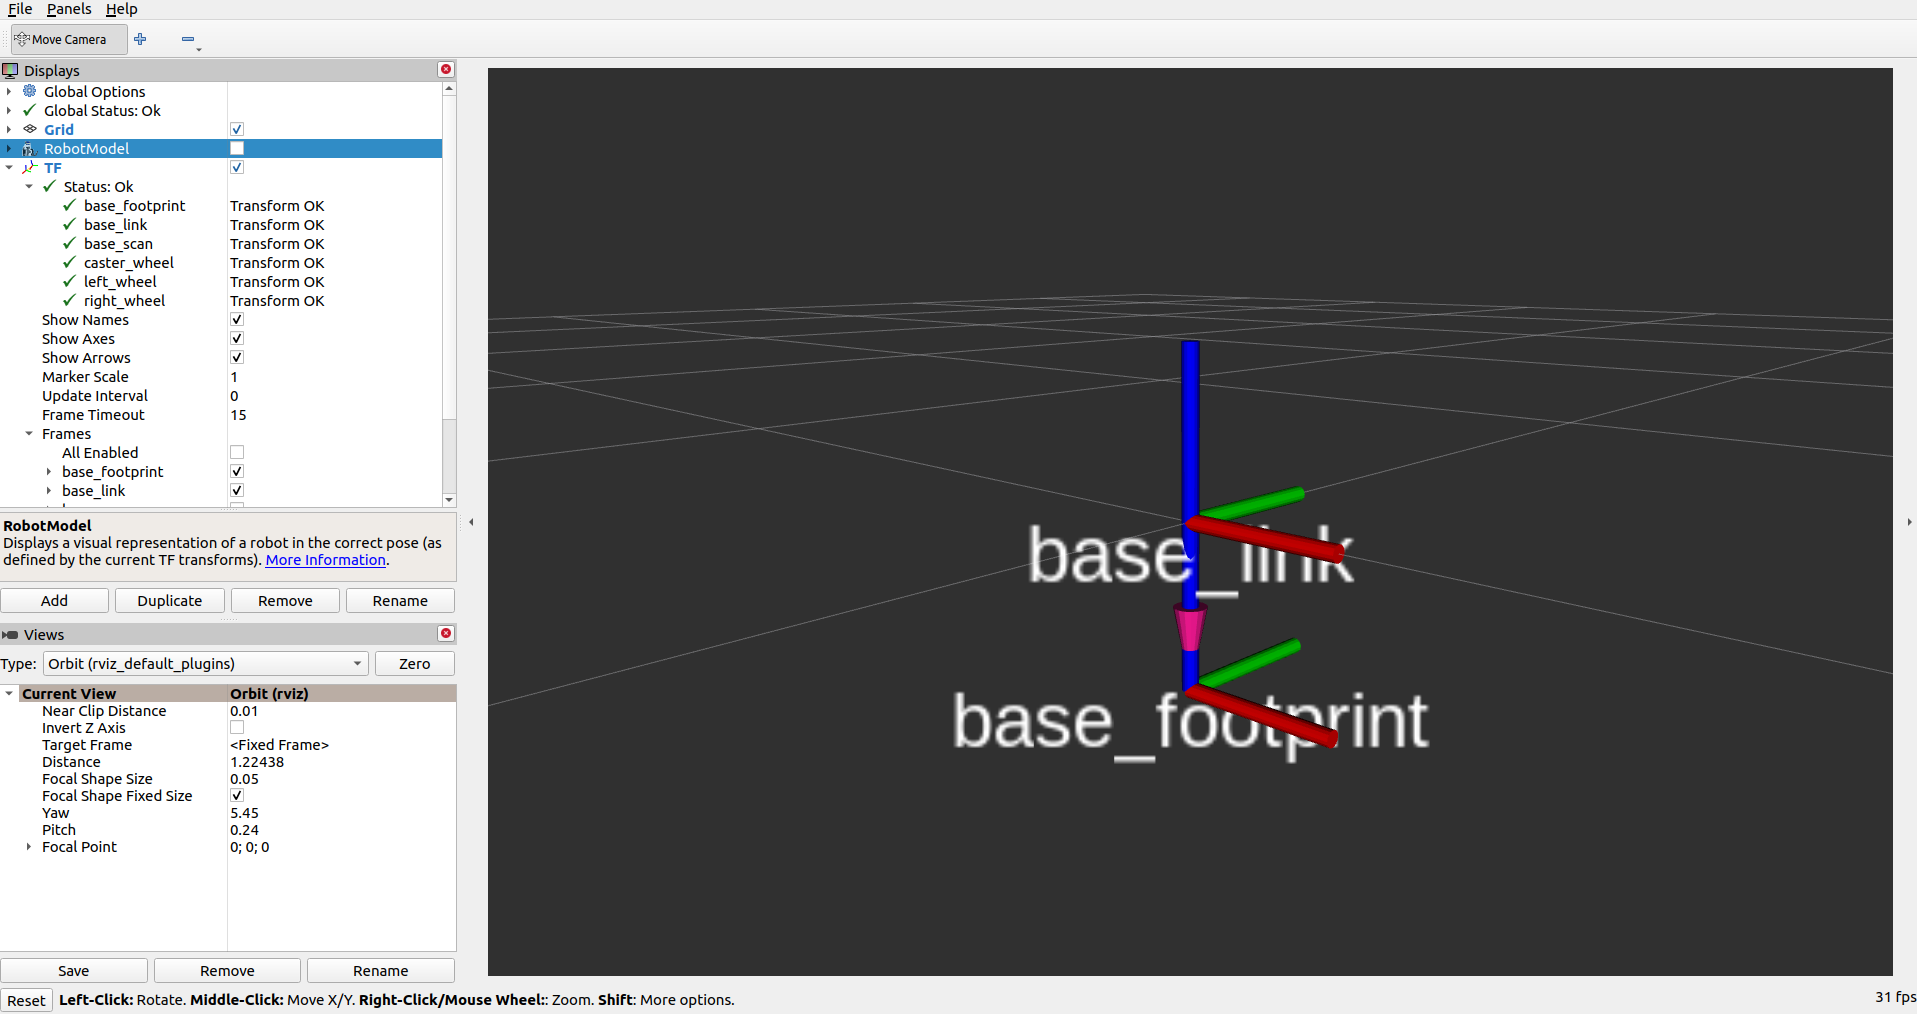 File Panels Help
Move Camera
Displays
Global Options
Global Status: Ok
Grid
RobotModel
TF
Status: Ok
base_footprint Transform OK
base_link Transform OK
base_scan Transform OK
caster_wheel Transform OK
left_wheel Transform OK
right_wheel Transform OK
Show Names
Show Axes
Show Arrows
Marker Scale 1
Update Interval 0
Frame Timeout 15
Frames
All Enabled
base_footprint
base_link
RobotModel
Displays a visual representation of a robot in the correct pose (as
defined by the current TF transforms). More Information.
Add Duplicate Remove Rename
Views
Type: Orbit (rviz_default_plugins) Zero
Current View Orbit (rviz)
Near Clip Distance 0.01
Invert Z Axis
Target Frame <Fixed Frame>
Distance 1.22438
Focal Shape Size 0.05
Focal Shape Fixed Size
Yaw 5.45
Pitch 0.24
Focal Point 0; 0; 0
Save Remove Rename
Reset Left-Click: Rotate. Middle-Click: Move X/Y. Right-Click/Mouse Wheel:: Zoom. Shift: More options.
31 fps
base_link
base_footprint